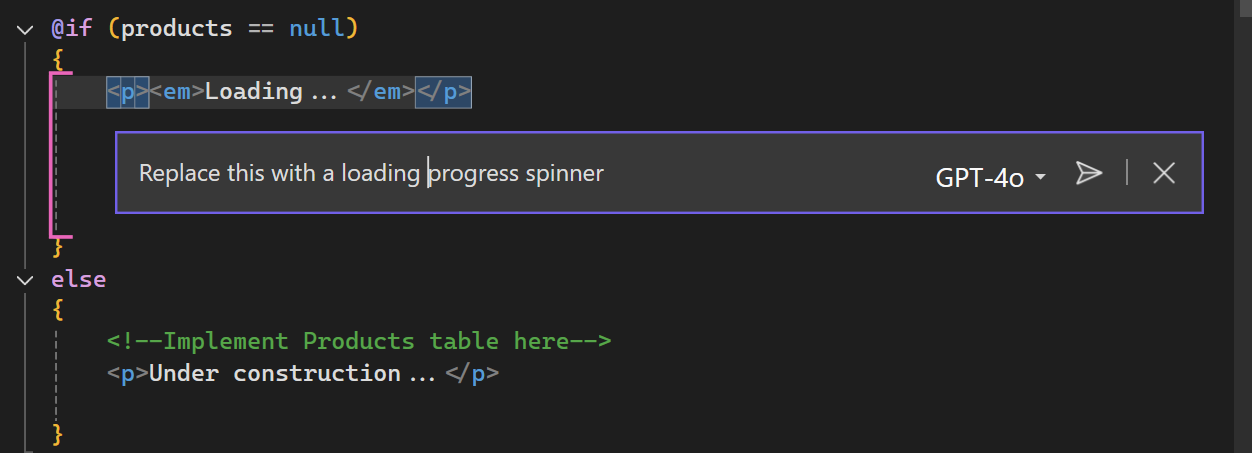 @if (products == null)
{
<p><em>Loading...</em></p>
Replace this with a loading progress spinner GPT-4o
}
else
{
<!--Implement Products table here-->
<p>Under construction...</p>
}